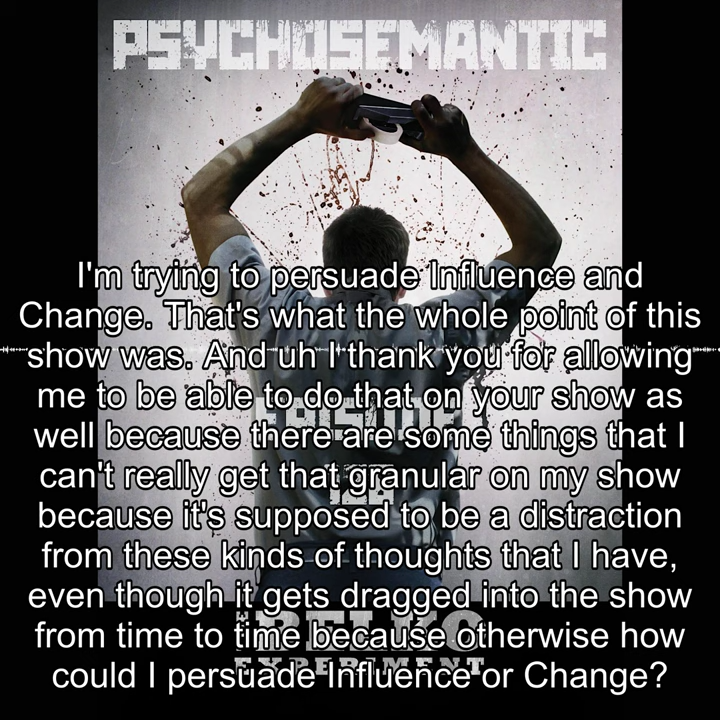 PSYCHOSEMANTIC
I'm trying to persuade Influence and
Change. That's what the whole point of this
show was. And uh I thank you for allowing
me to be able to do that on your show as
EPISODE
well because there are some things that I
can't really get that granular on my show
because it's supposed to be a distraction
from these kinds of thoughts that I have,
even though it gets dragged into the show
THE BELKO
from time to time because otherwise how
EXPERIMENT
could I persuade Influence or Change?